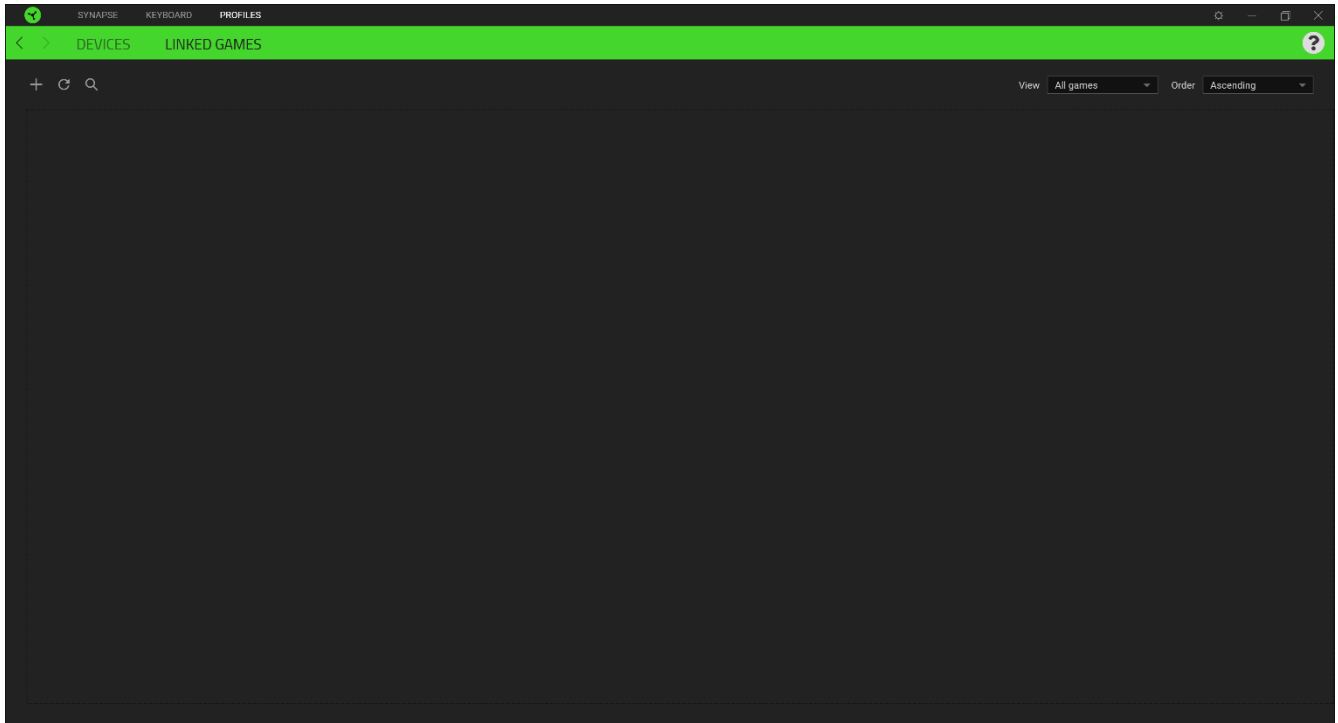 SYNAPSE KEYBOARD PROFILES
DEVICES LINKED GAMES ?
View All games Order Ascending